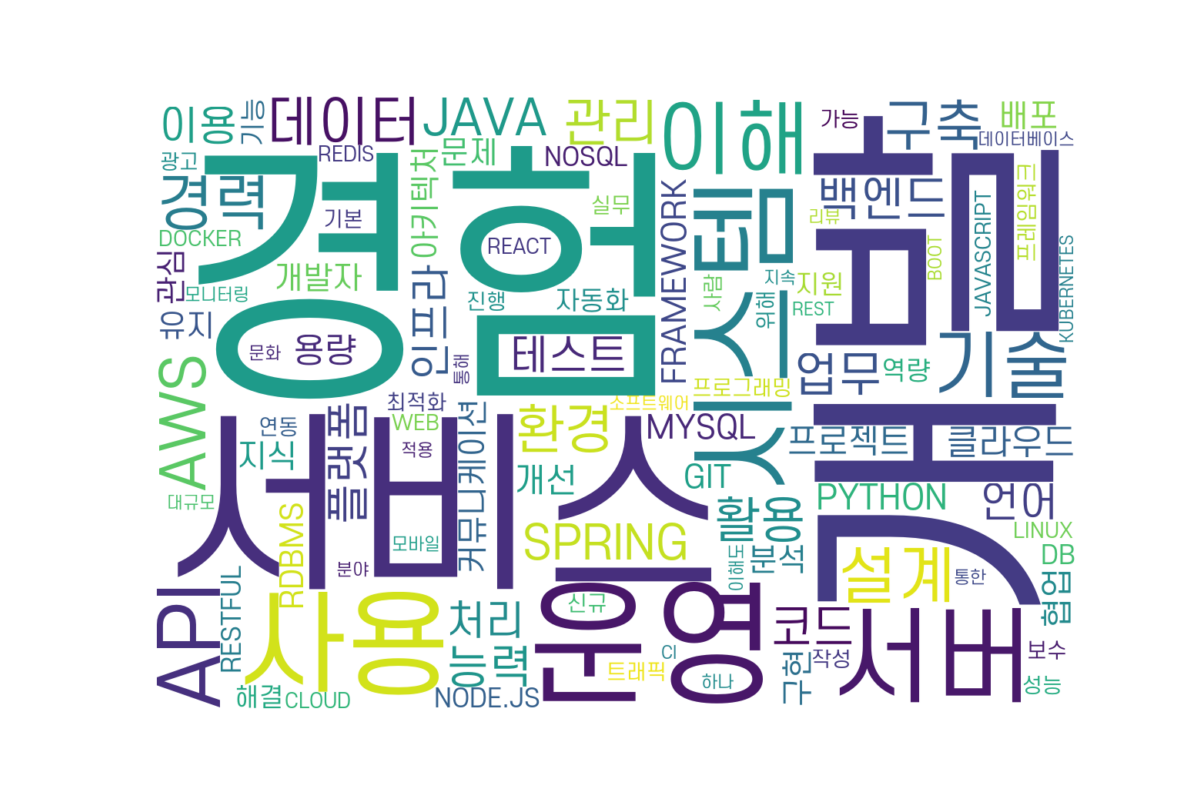 이용
기능
데이터
JAVA
관리
이해
가능
구축
배포
데이터베이스
광고
REDIS
문제
NOSQL
경력
경험
개발
시스템
백엔드
프레임워크
DOCKER
기본
아키텍처
REACT
실무
FRAMEWORK
리뷰
BOOT
JAVASCRIPT
KUBERNETES
관심
모니터링
개발자
인프라
진행
자동화
사람
위해
지속
지원
REST
유지
문화
용량
통해
테스트
프로그래밍
업무
역량
기술
AWS
연동
지식
플랫폼
최적화
WEB
적용
커뮤니케이션
소프트웨어
환경
MYSQL
프로젝트
클라우드
대규모
서비스
개선
GIT
PYTHON
언어
RDBMS
모바일
SPRING
활용
LINUX
DB
API
RESTFUL
분야
이해도
분석
설계
통한
협업
사용
처리
신규
운영
코드
서버
보수
능력
CI
트래픽
하나
구현
작성
성능
해결
CLOUD
NODE.JS